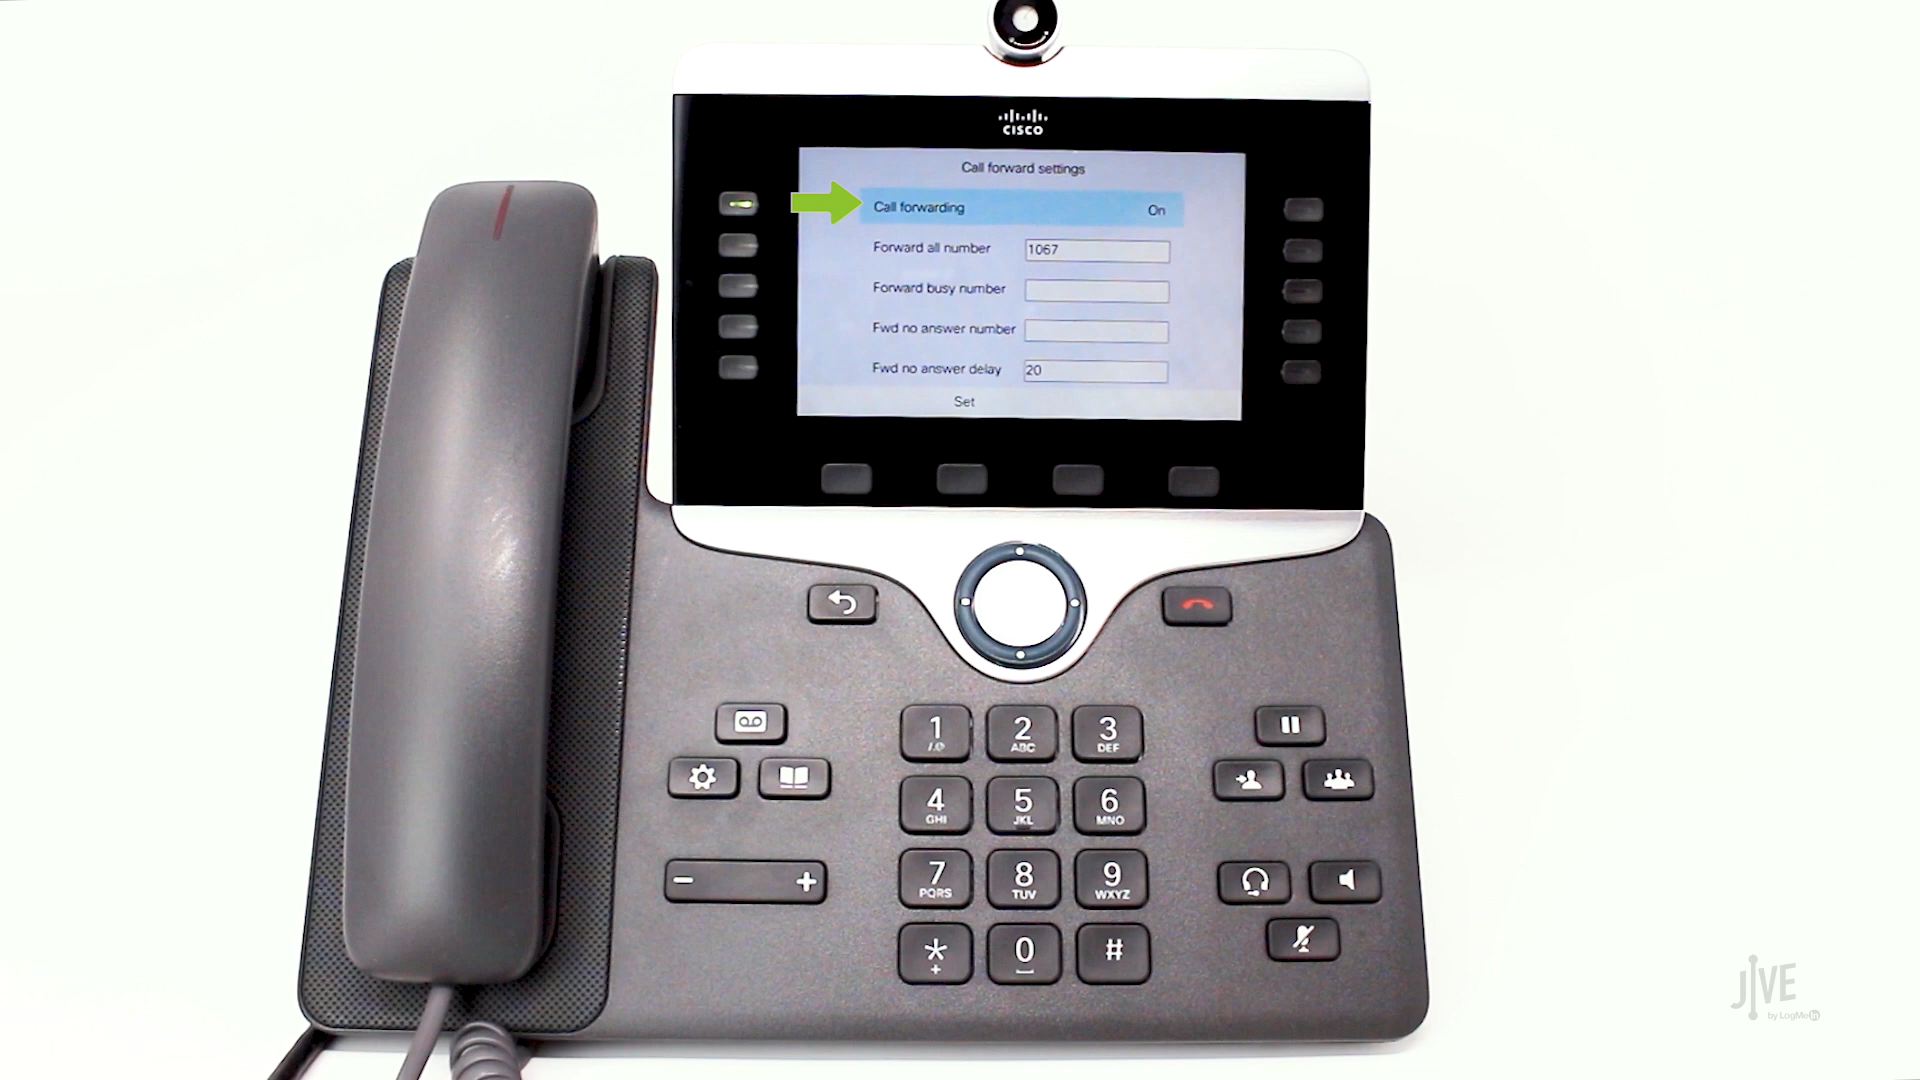 CISCO
Call forward settings
Call forwarding On
Forward all number 1067
Forward busy number
Fwd no answer number
Fwd no answer delay 20
Set
1 2 3
/.@ ABC DEF
4 5 6
GHI JKL MNO
7 8 9
PQRS TUV WXYZ
* 0 #
+
- +
JIVE
by LogMeIn